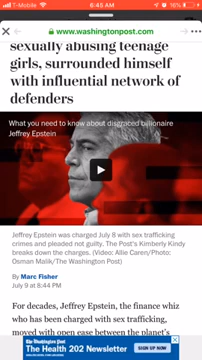 T-Mobile
6:45 AM
18%
www.washingtonpost.com
sexually abusing teenage
girls, surrounded himself
with influential network of
defenders
What you need to know about disgraced billionaire
Jeffrey Epstein
Jeffrey Epstein was charged July 8 with sex trafficking
crimes and pleaded not guilty. The Post's Kimberly Kindy
breaks down the charges. (Video: Allie Caren/Photo:
Osman Malik/The Washington Post)
By Marc Fisher
July 9 at 8:44 PM
For decades, Jeffrey Epstein, the finance whiz
who has been charged with sex trafficking,
moved with open ease between the planet's
The Washington Post
The Health 202 Newsletter
SIGN UP NOW